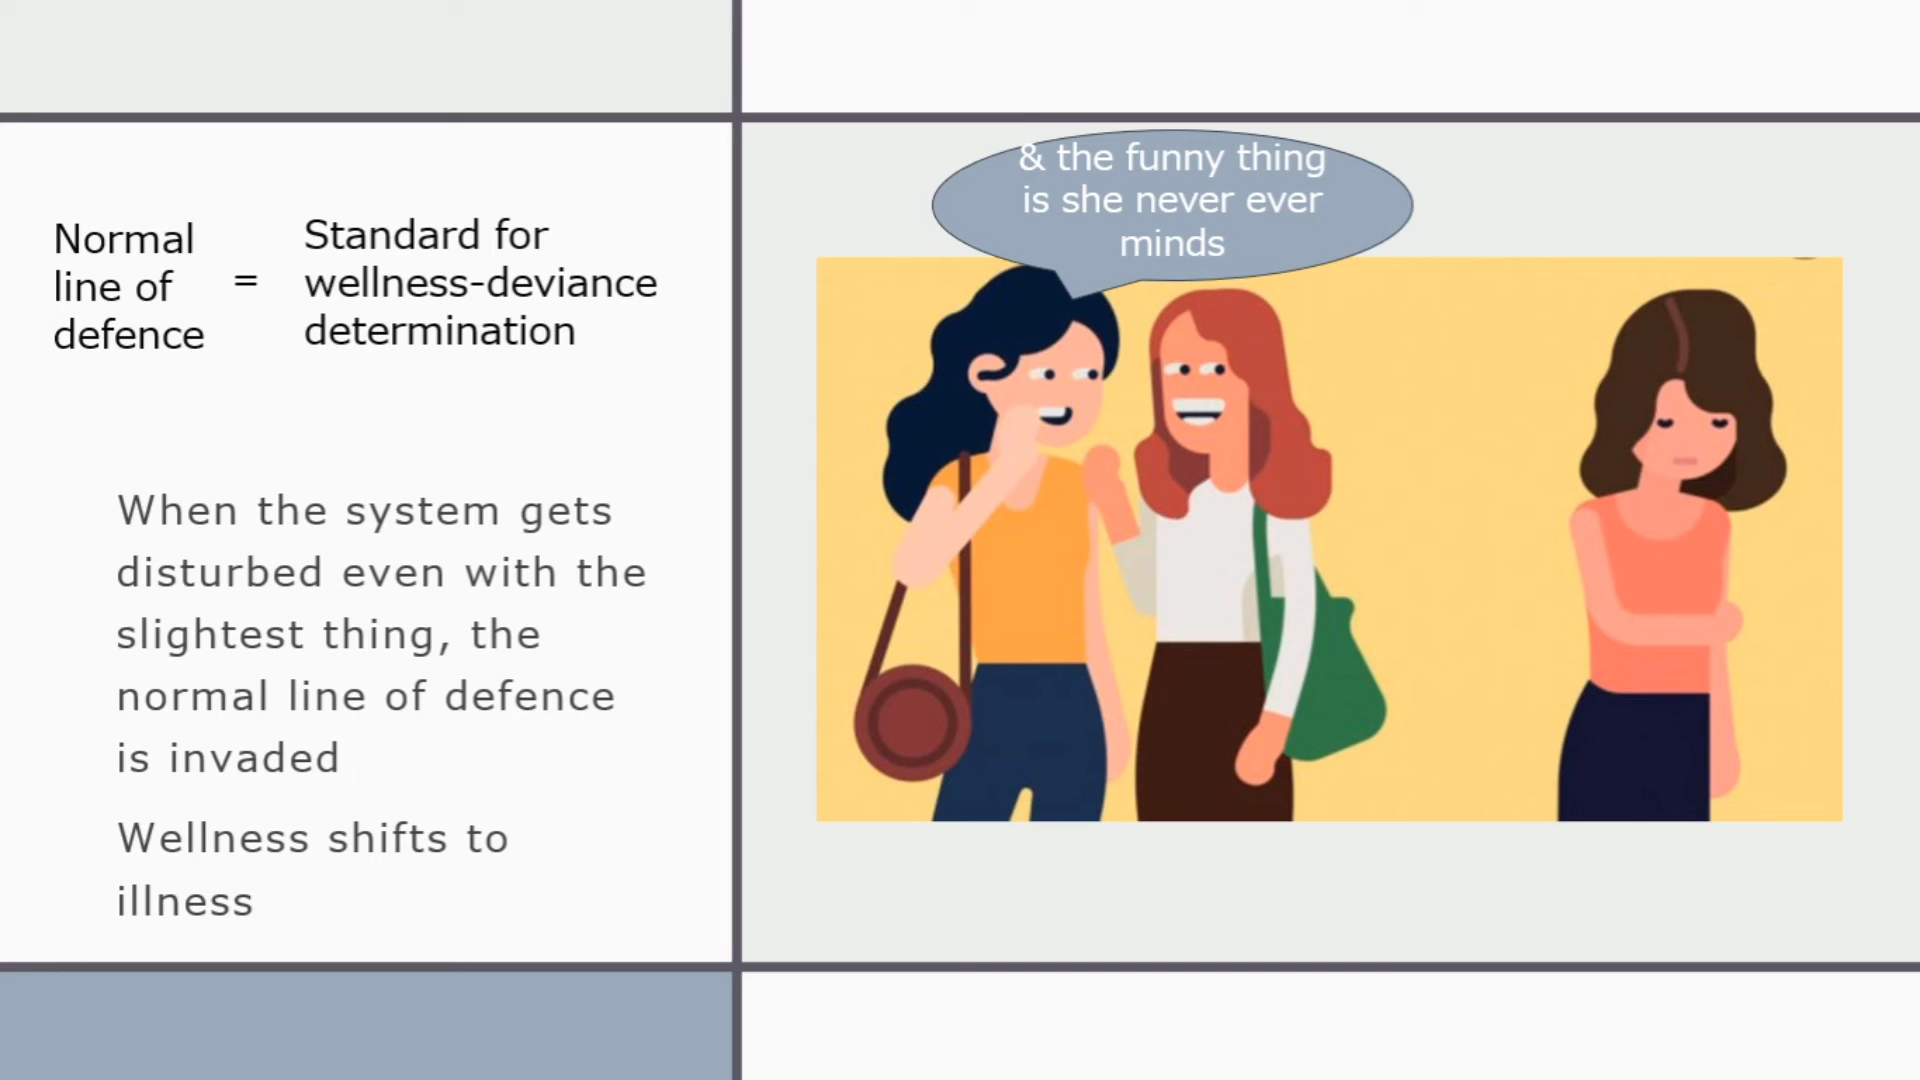 Normal
line of
defence
=
Standard for
wellness-deviance
determination
When the system gets
disturbed even with the
slightest thing, the
normal line of defence
is invaded
Wellness shifts to
illness
& the funny thing
is she never ever
minds